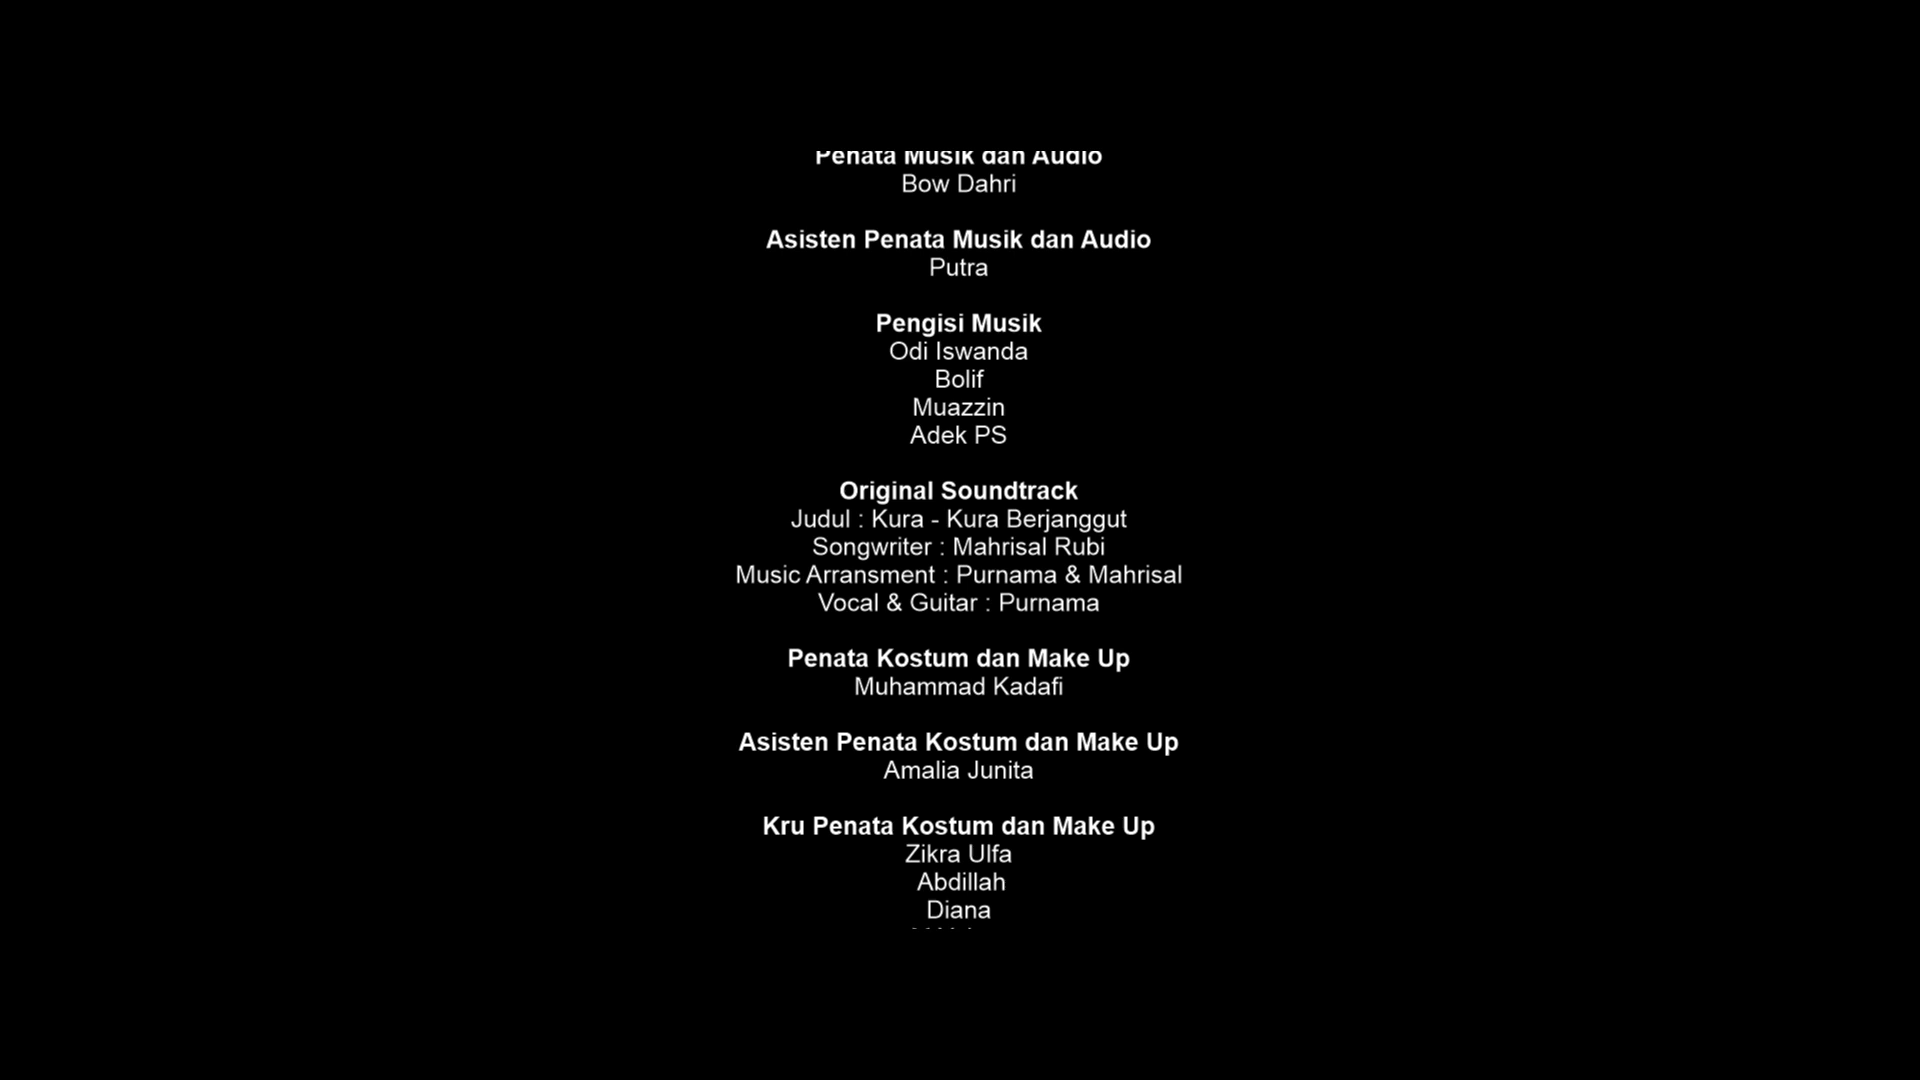 Penata Musik dan Audio
Bow Dahri
Asisten Penata Musik dan Audio
Putra
Pengisi Musik
Odi Iswanda
Bolif
Muazzin
Adek PS
Original Soundtrack
Judul : Kura - Kura Berjanggut
Songwriter : Mahrisal Rubi
Music Arransment : Purnama & Mahrisal
Vocal & Guitar : Purnama
Penata Kostum dan Make Up
Muhammad Kadafi
Asisten Penata Kostum dan Make Up
Amalia Junita
Kru Penata Kostum dan Make Up
Zikra Ulfa
Abdillah
Diana